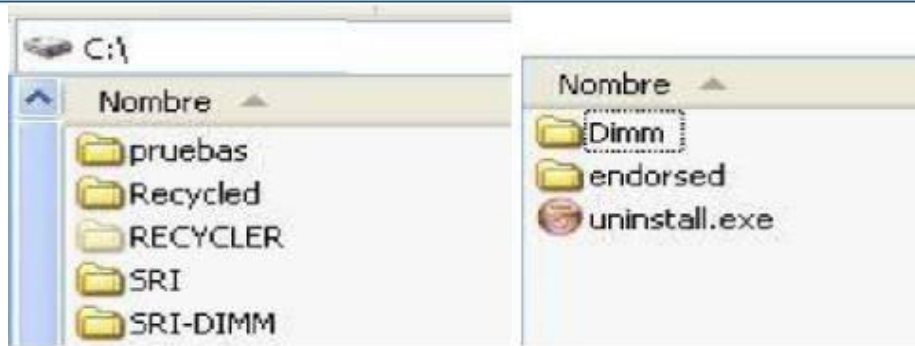 C:\
Nombre
pruebas
Recycled
RECYCLER
SRI
SRI-DIMM
Nombre
Dimm
endorsed
uninstall.exe